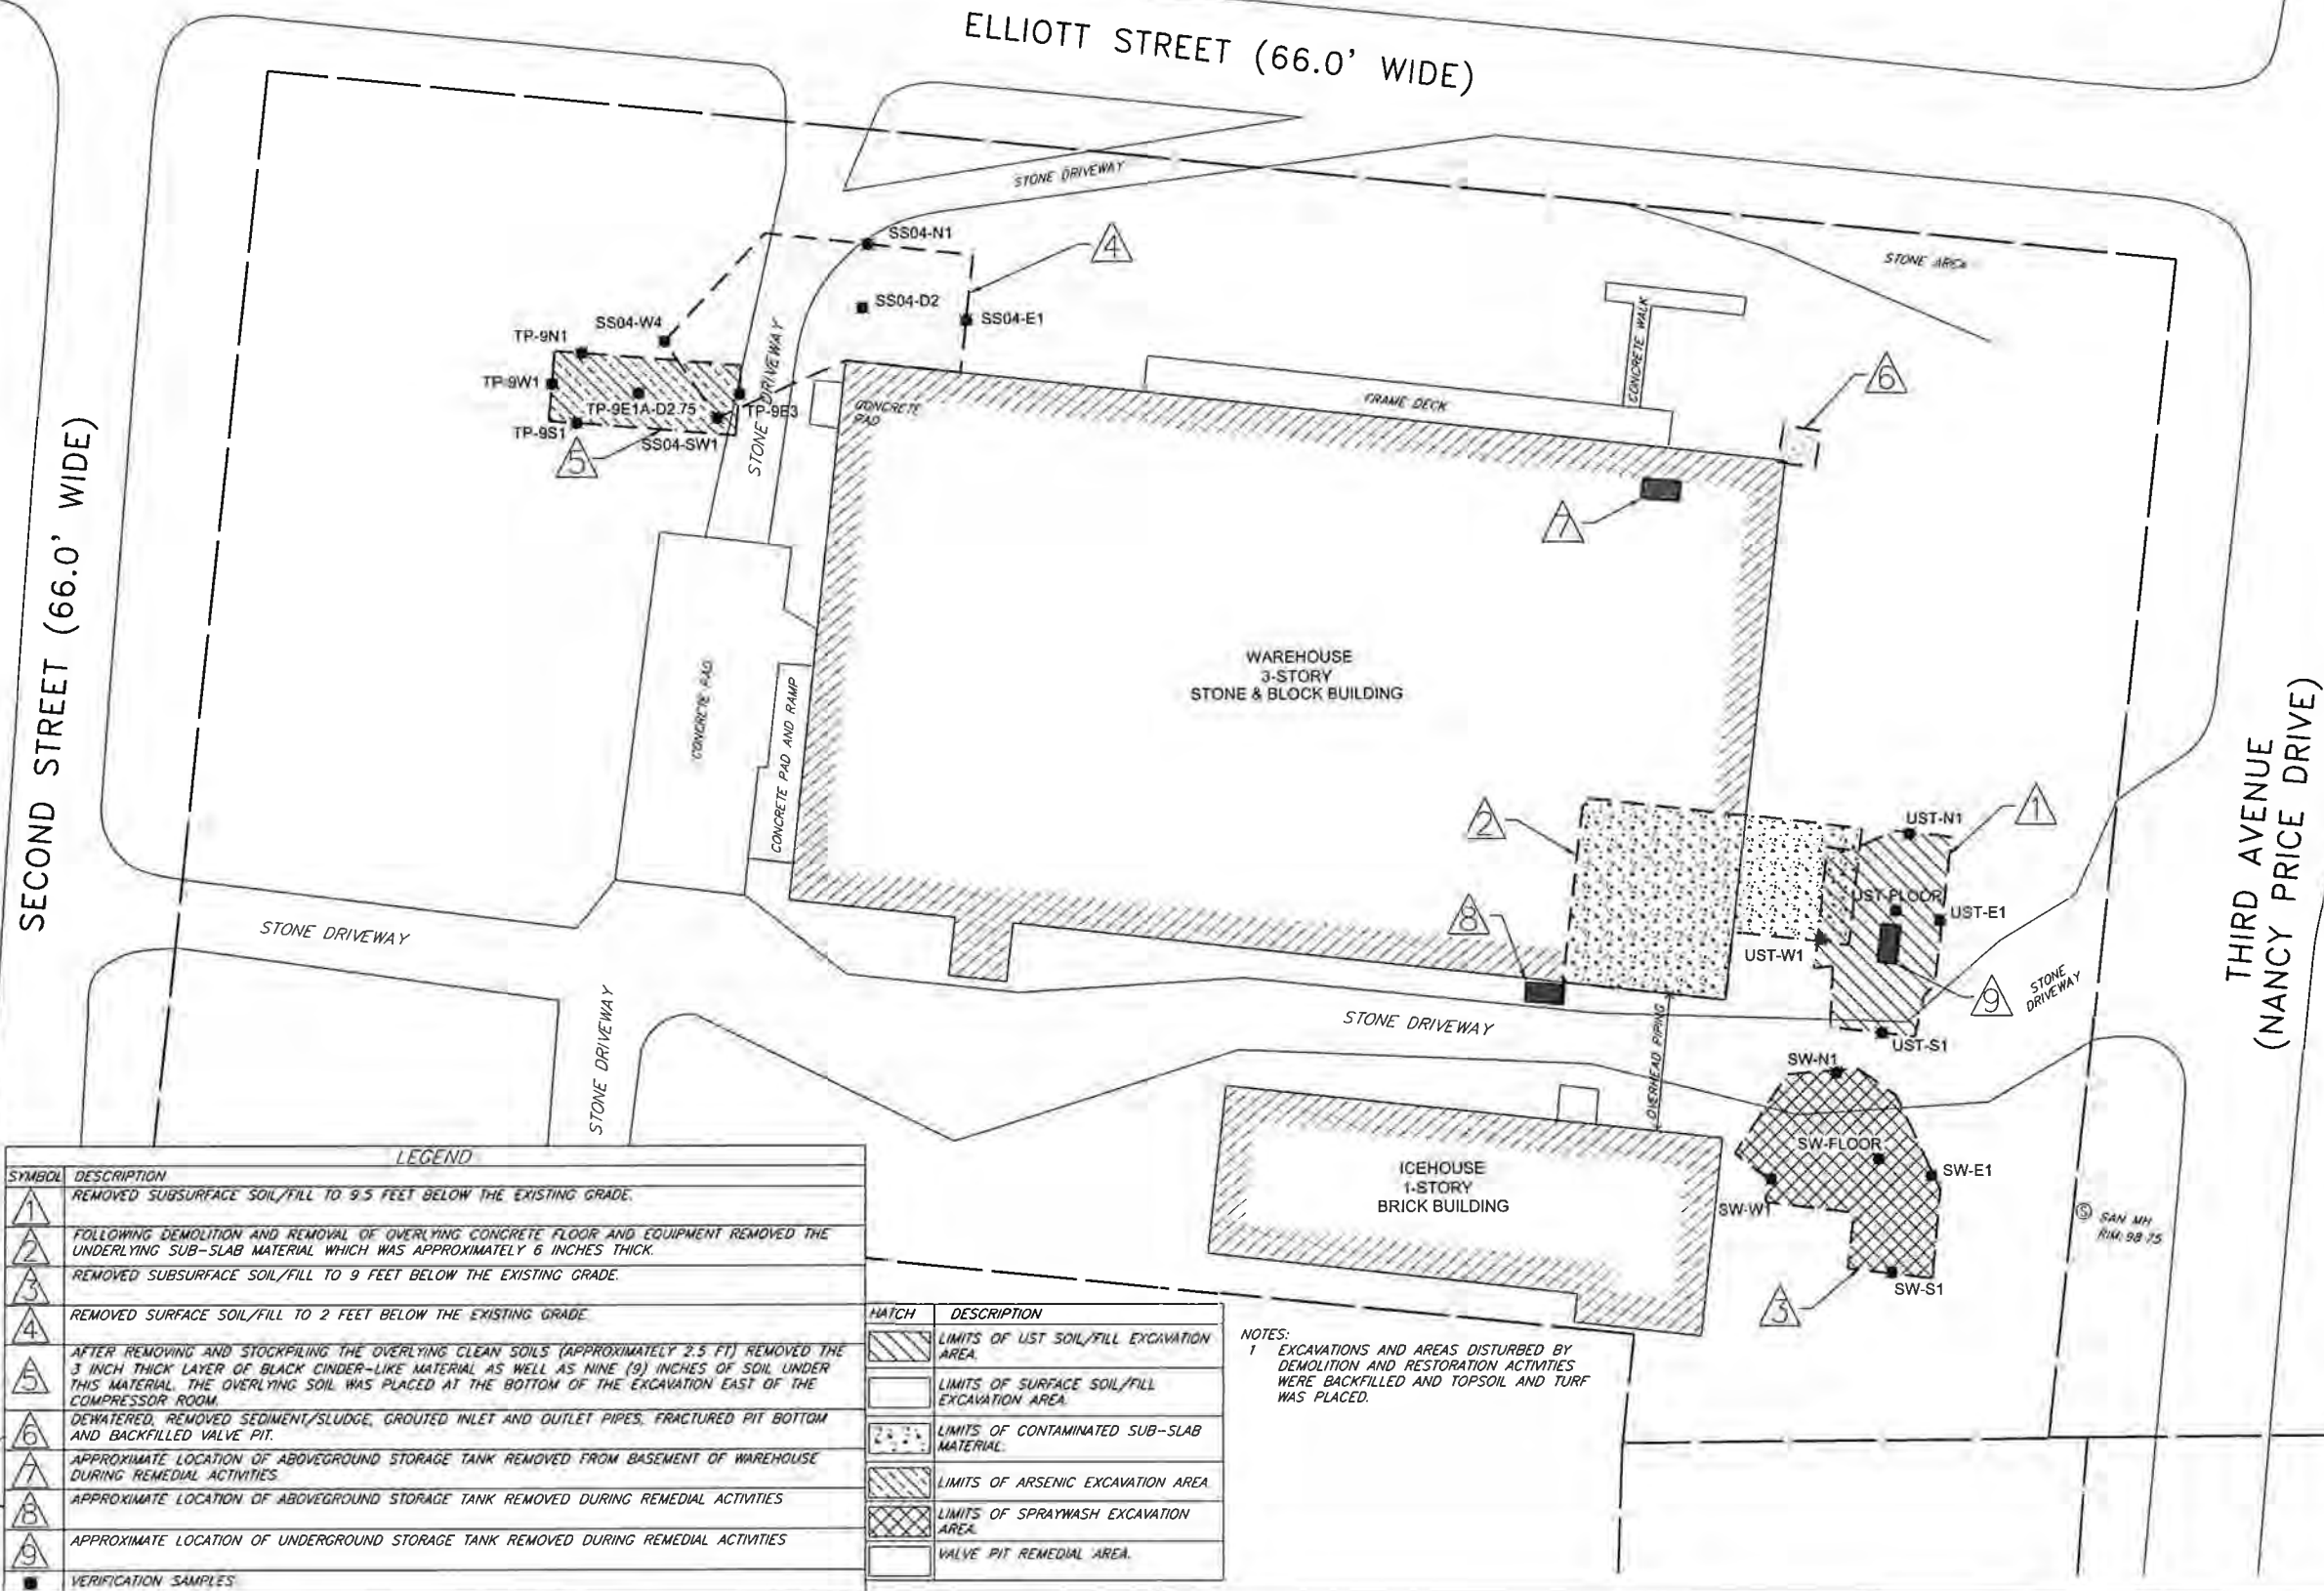 ELLIOTT STREET (66.0' WIDE)
STONE DRIVEWAY
SS04-N1
4
STONE AREA
SS04-D2
SS04-E1
SS04-W4
TP-9N1
TP-9W1
TP-9E1A-D2.75
TP-9E3
TP-9S1
SS04-SW1
5
STONE DRIVEWAY
CONCRETE PAD
FRAME DECK
CONCRETE WALK
6
7
SECOND STREET (66.0' WIDE)
CONCRETE PAD
CONCRETE PAD AND RAMP
WAREHOUSE
3-STORY
STONE & BLOCK BUILDING
2
8
UST-N1
1
UST-FLOOR
UST-E1
UST-W1
9
STONE
DRIVEWAY
UST-S1
THIRD AVENUE
(NANCY PRICE DRIVE)
STONE DRIVEWAY
STONE DRIVEWAY
STONE DRIVEWAY
OVERHEAD PIPING
SW-N1
SW-FLOOR
SW-E1
SW-W1
SW-S1
3
ICEHOUSE
1-STORY
BRICK BUILDING
S SAN MH
RIM: 98.75
LEGEND
SYMBOL DESCRIPTION
1 REMOVED SUBSURFACE SOIL/FILL TO 9.5 FEET BELOW THE EXISTING GRADE.
2 FOLLOWING DEMOLITION AND REMOVAL OF OVERLYING CONCRETE FLOOR AND EQUIPMENT REMOVED THE
UNDERLYING SUB-SLAB MATERIAL WHICH WAS APPROXIMATELY 6 INCHES THICK.
3 REMOVED SUBSURFACE SOIL/FILL TO 9 FEET BELOW THE EXISTING GRADE.
4 REMOVED SURFACE SOIL/FILL TO 2 FEET BELOW THE EXISTING GRADE
5 AFTER REMOVING AND STOCKPILING THE OVERLYING CLEAN SOILS (APPROXIMATELY 2.5 FT) REMOVED THE
3 INCH THICK LAYER OF BLACK CINDER-LIKE MATERIAL AS WELL AS NINE (9) INCHES OF SOIL UNDER
THIS MATERIAL. THE OVERLYING SOIL WAS PLACED AT THE BOTTOM OF THE EXCAVATION EAST OF THE
COMPRESSOR ROOM.
6 DEWATERED, REMOVED SEDIMENT/SLUDGE, GROUTED INLET AND OUTLET PIPES, FRACTURED PIT BOTTOM
AND BACKFILLED VALVE PIT.
7 APPROXIMATE LOCATION OF ABOVEGROUND STORAGE TANK REMOVED FROM BASEMENT OF WAREHOUSE
DURING REMEDIAL ACTIVITIES
8 APPROXIMATE LOCATION OF ABOVEGROUND STORAGE TANK REMOVED DURING REMEDIAL ACTIVITIES
9 APPROXIMATE LOCATION OF UNDERGROUND STORAGE TANK REMOVED DURING REMEDIAL ACTIVITIES
VERIFICATION SAMPLES
HATCH DESCRIPTION
LIMITS OF UST SOIL/FILL EXCAVATION
AREA.
LIMITS OF SURFACE SOIL/FILL
EXCAVATION AREA.
LIMITS OF CONTAMINATED SUB-SLAB
MATERIAL.
LIMITS OF ARSENIC EXCAVATION AREA
LIMITS OF SPRAYWASH EXCAVATION
AREA.
VALVE PIT REMEDIAL AREA.
NOTES:
1 EXCAVATIONS AND AREAS DISTURBED BY
DEMOLITION AND RESTORATION ACTIVITIES
WERE BACKFILLED AND TOPSOIL AND TURF
WAS PLACED.